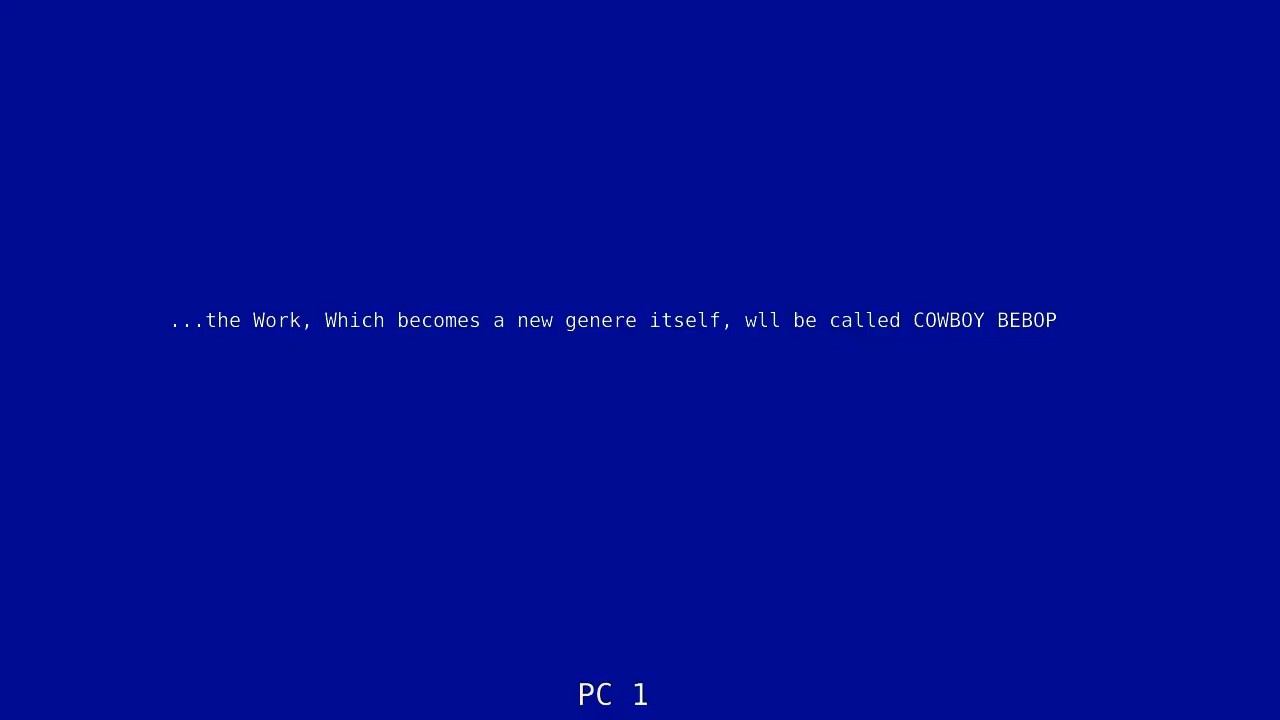 ...the Work, Which becomes a new genere itself, wll be called COWBOY BEBOP
PC 1